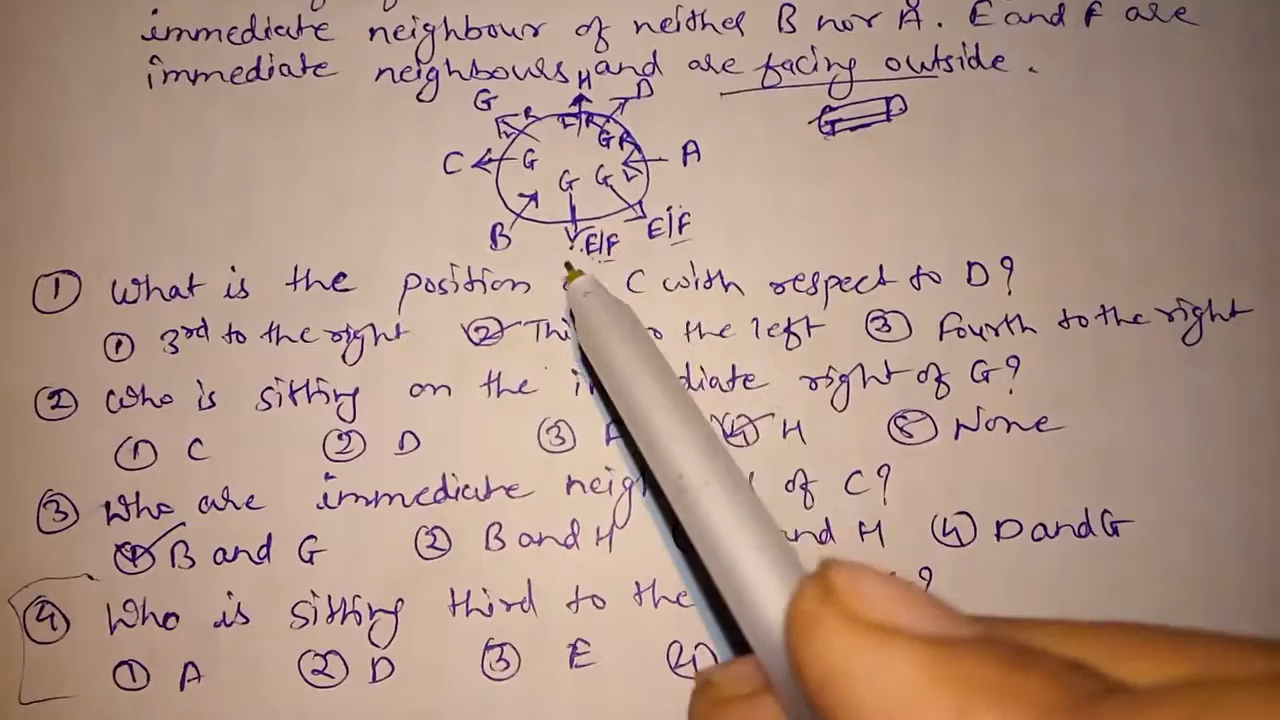 immediate neighbour of neither B nor A. E and F are
immediate neighbours and are facing outside.
H
G D
C G A
G G
B E/F E/F
① What is the position C with respect to D?
① 3rd to the right ② the left ③ Fourth to the right
② Who is sitting on the right of G?
① C ② D ③ ④ H ⑤ None
③ Who are immediate of C?
① B and G ② B and H and H ④ D and G
④ Who is sitting third to the ?
① A ② D ③ E